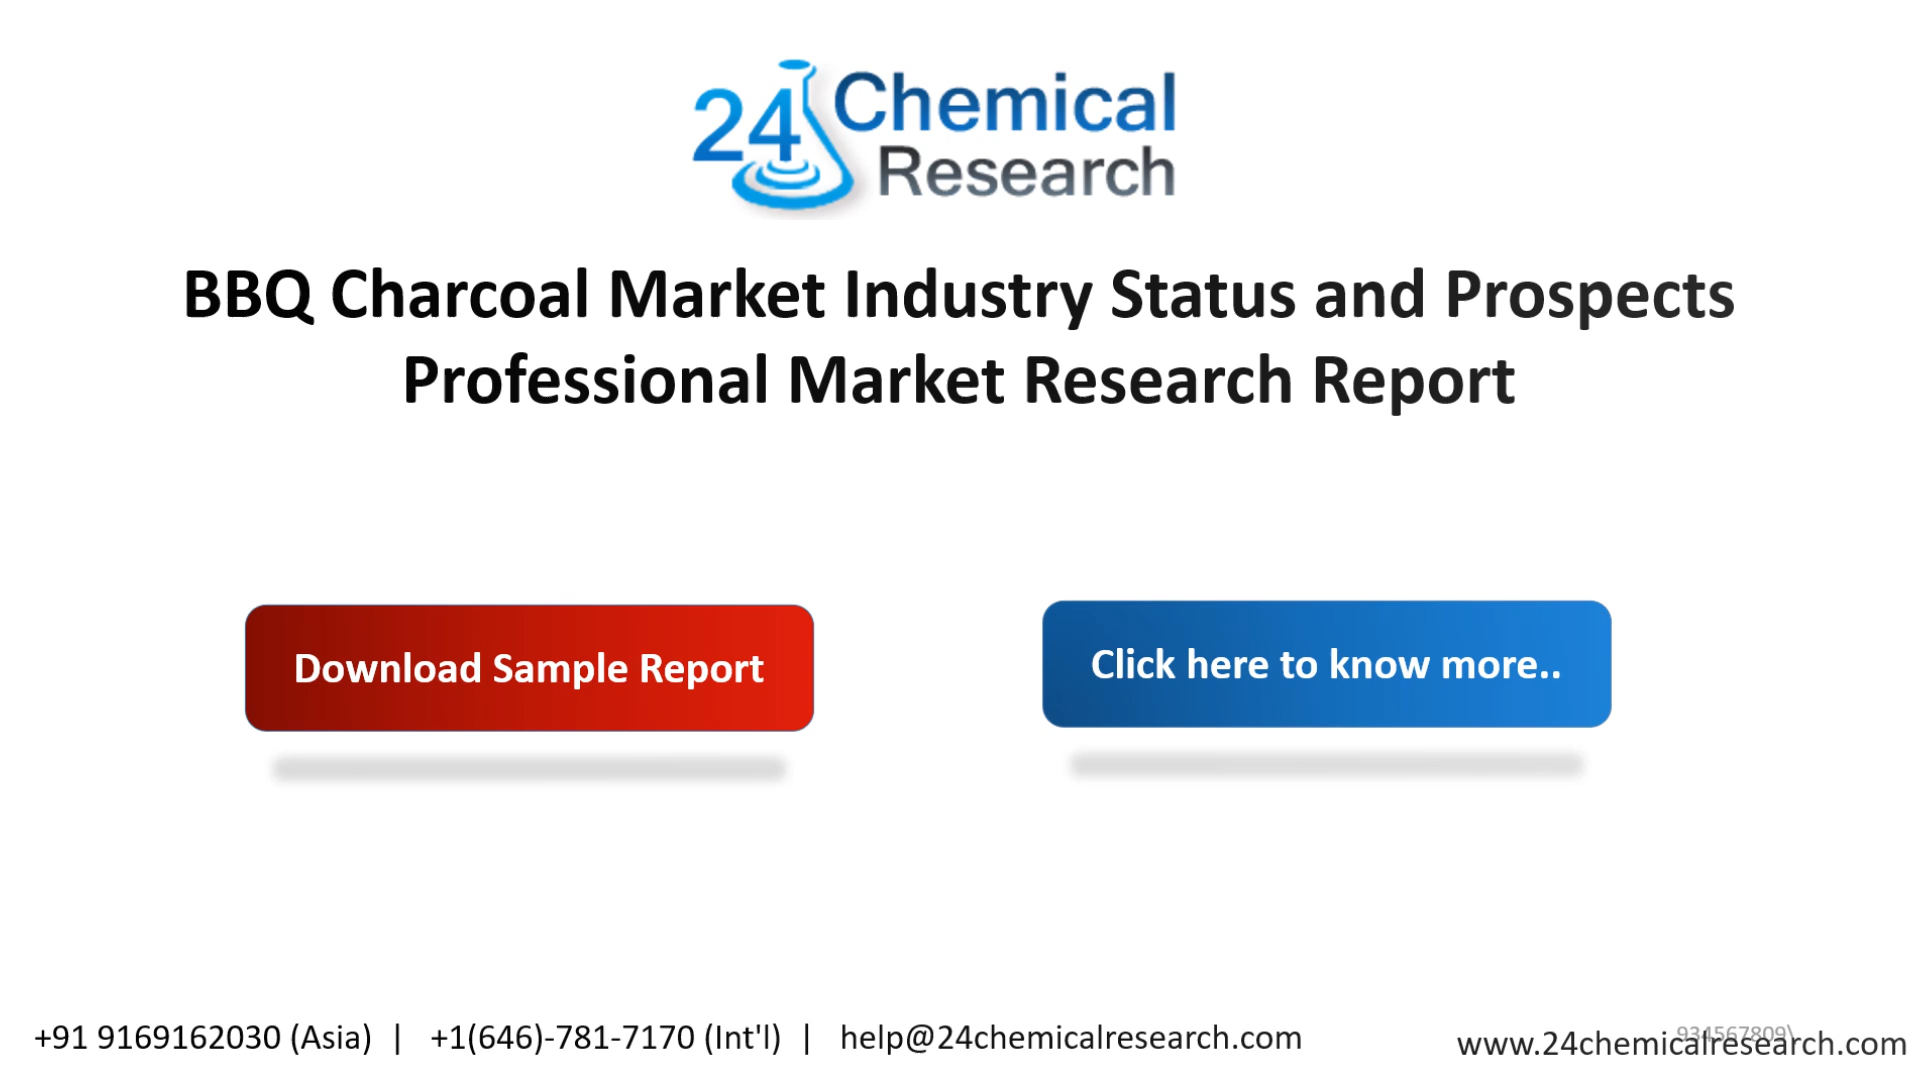 24 Chemical
Research
BBQ Charcoal Market Industry Status and Prospects
Professional Market Research Report
Download Sample Report
Click here to know more..
+91 9169162030 (Asia) | +1(646)-781-7170 (Int'l) | help@24chemicalresearch.com
www.24chemicalresearch.com
934567809\